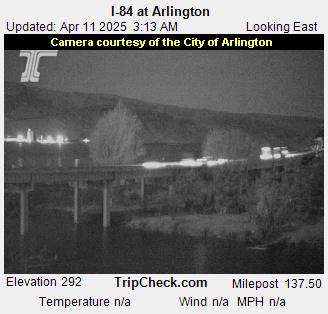 I-84 at Arlington
Updated: Apr 11 2025 3:13 AM Looking East
Camera courtesy of the City of Arlington
Elevation 292 TripCheck.com Milepost 137.50
Temperature n/a Wind n/a MPH n/a